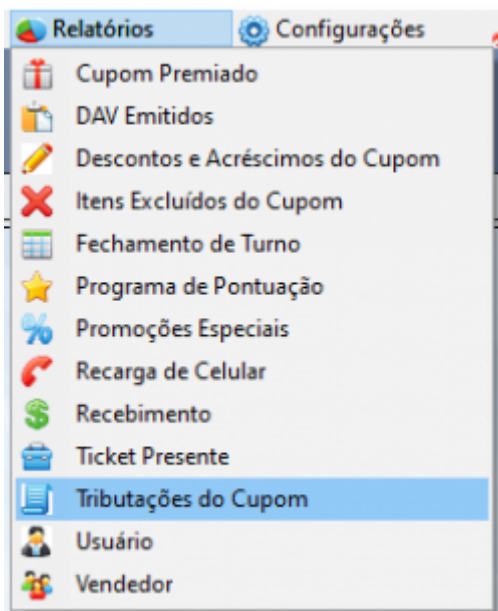 Relatórios Configurações
Cupom Premiado
DAV Emitidos
Descontos e Acréscimos do Cupom
Itens Excluídos do Cupom
Fechamento de Turno
Programa de Pontuação
Promoções Especiais
Recarga de Celular
Recebimento
Ticket Presente
Tributações do Cupom
Usuário
Vendedor